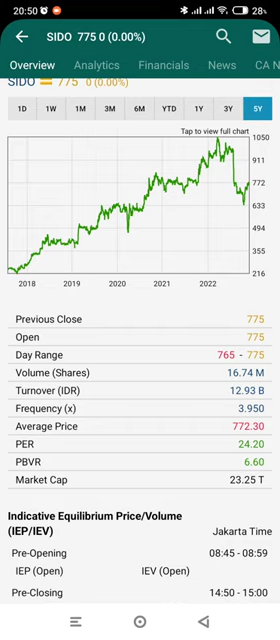 20:50 28%
SIDO 775 0 (0.00%)
Overview Analytics Financials News CA N
SIDO 775 0 (0.00%)
1D 1W 1M 3M 6M YTD 1Y 3Y 5Y
Tap to view full chart
1050
911
772
633
494
355
216
2018 2019 2020 2021 2022
Previous Close 775
Open 775
Day Range 765 - 775
Volume (Shares) 16.74 M
Turnover (IDR) 12.93 B
Frequency (x) 3.950
Average Price 772.30
PER 24.20
PBVR 6.60
Market Cap 23.25 T
Indicative Equilibrium Price/Volume
(IEP/IEV) Jakarta Time
Pre-Opening 08:45 - 08:59
IEP (Open) IEV (Open)
Pre-Closing 14:50 - 15:00